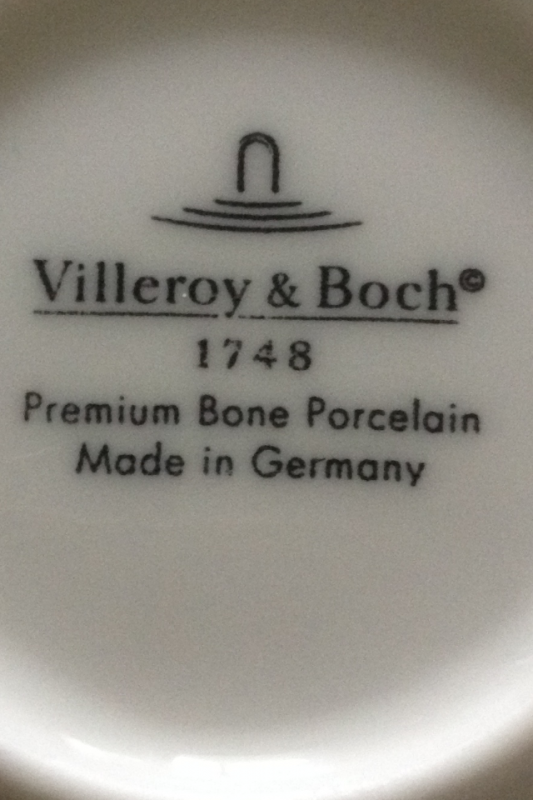 Villeroy & Boch©
1748
Premium Bone Porcelain
Made in Germany